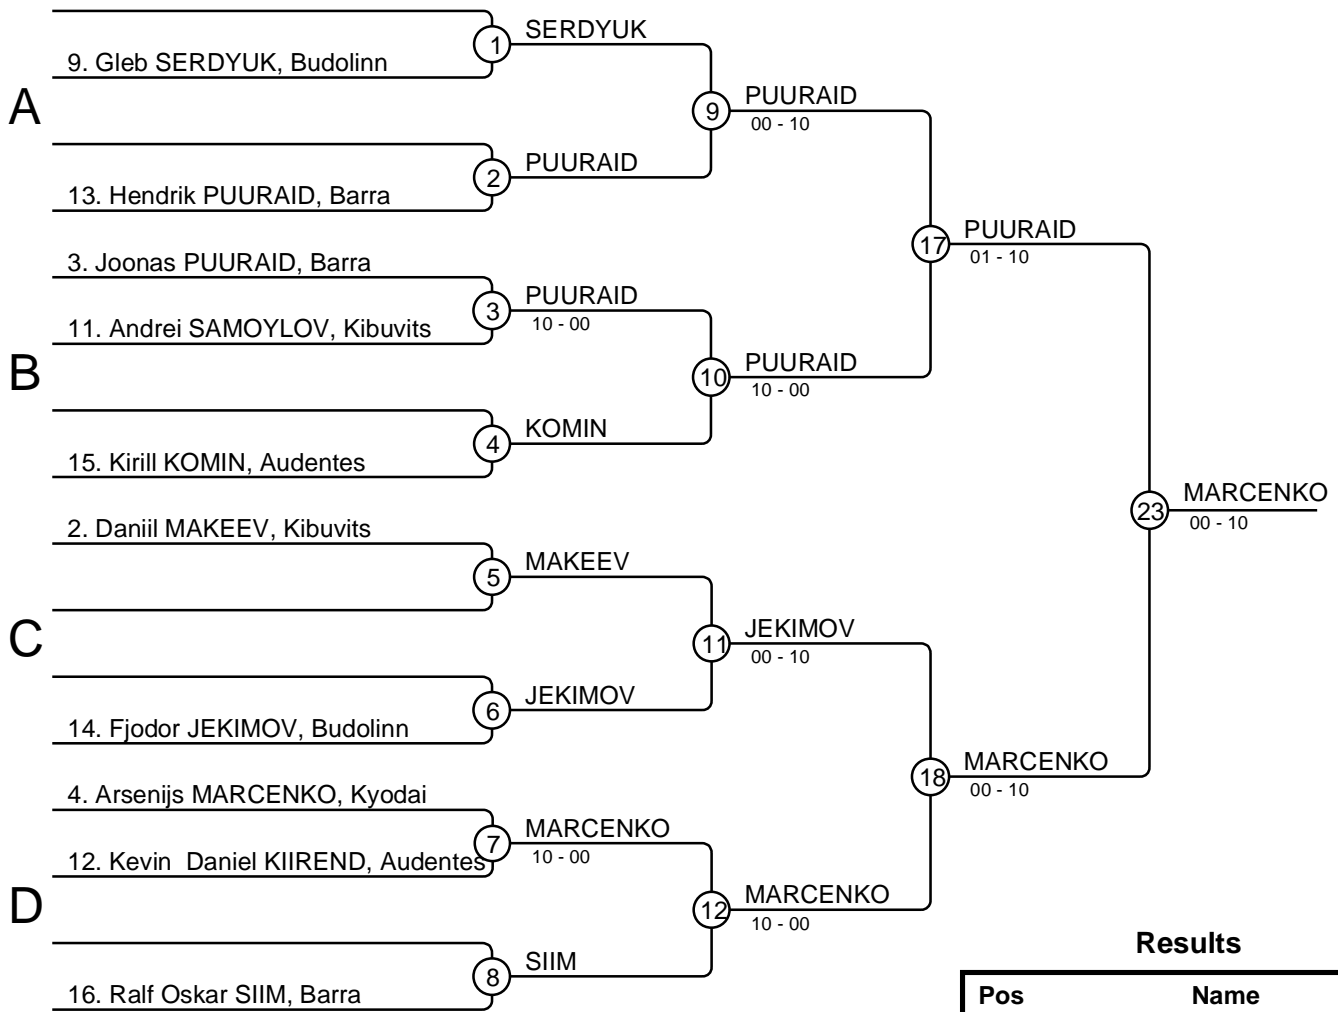 SERDYUK
1
9. Gleb SERDYUK, Budolinn
A
PUURAID
9
00 - 10
PUURAID
2
13. Hendrik PUURAID, Barra
PUURAID
17
01 - 10
3. Joonas PUURAID, Barra
PUURAID
3
10 - 00
11. Andrei SAMOYLOV, Kibuvits
B
PUURAID
10
10 - 00
KOMIN
4
15. Kirill KOMIN, Audentes
MARCENKO
23
00 - 10
2. Daniil MAKEEV, Kibuvits
MAKEEV
5
C
JEKIMOV
11
00 - 10
JEKIMOV
6
14. Fjodor JEKIMOV, Budolinn
MARCENKO
18
00 - 10
4. Arsenijs MARCENKO, Kyodai
MARCENKO
7
10 - 00
12. Kevin  Daniel KIIREND, Audentes
D
MARCENKO
12
10 - 00
SIIM
8
16. Ralf Oskar SIIM, Barra
Results
Pos Name